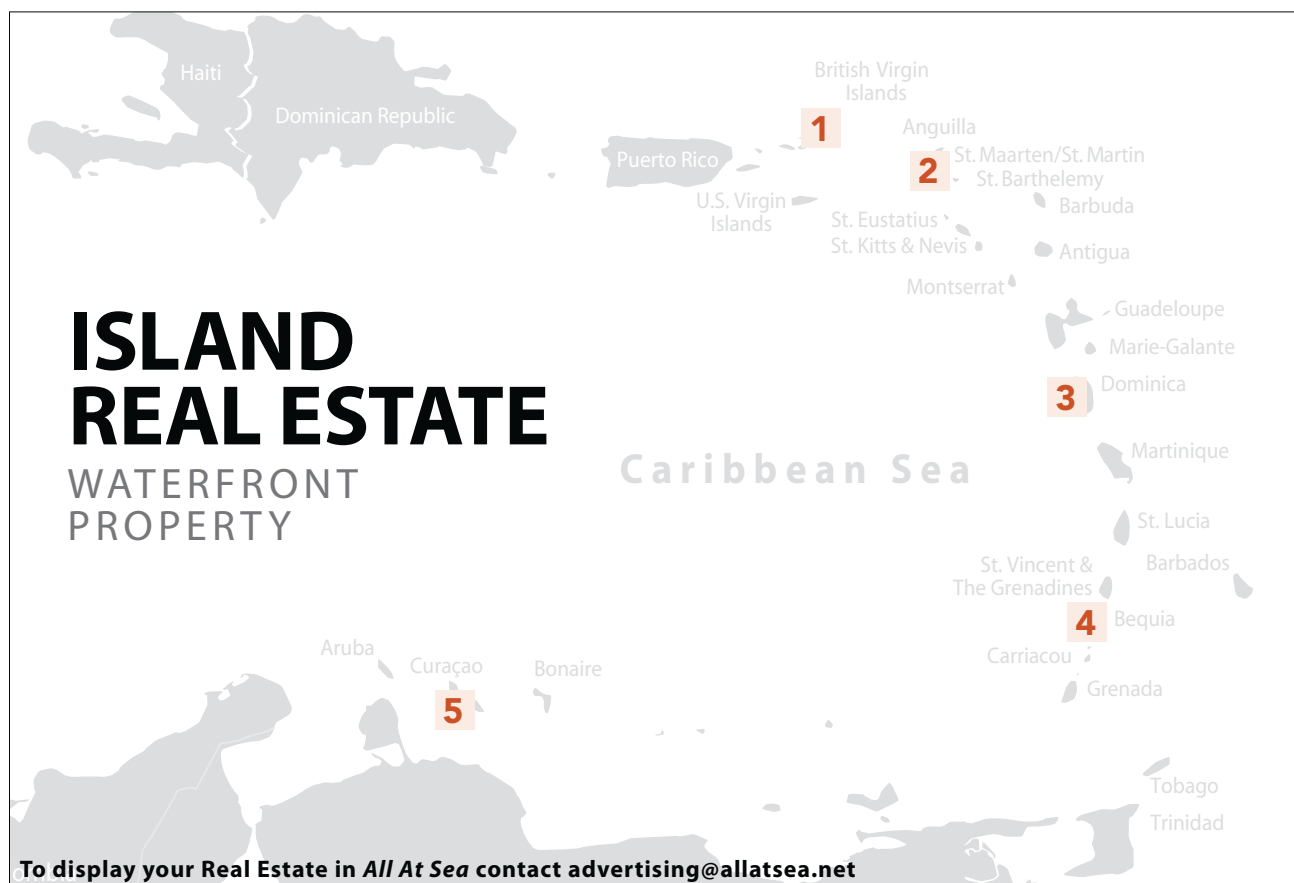 Haiti
Dominican Republic
Puerto Rico
British Virgin
Islands
1
Anguilla
St. Maarten/St. Martin
2
St. Barthelemy
U.S. Virgin
Islands
Barbuda
St. Eustatius
St. Kitts & Nevis
Antigua
Montserrat
Guadeloupe
Marie-Galante
3
Dominica
ISLAND
REAL ESTATE
WATERFRONT
PROPERTY
Caribbean Sea
Martinique
St. Lucia
St. Vincent &
The Grenadines
Barbados
4
Bequia
Carriacou
Grenada
Aruba
Curaçao
Bonaire
5
Tobago
Trinidad
To display your Real Estate in All At Sea contact advertising@allatsea.net